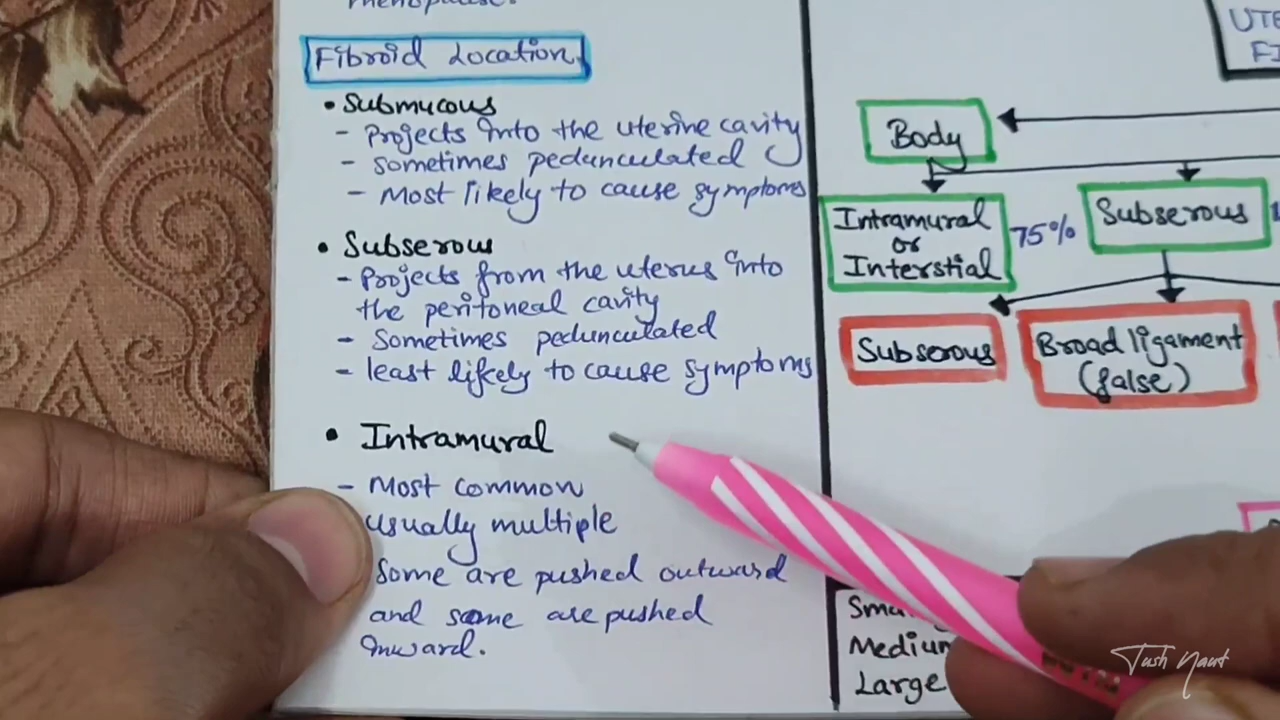 Fibroid Location
• Submucous
- Projects into the uterine cavity
- Sometimes pedunculated
- Most likely to cause symptoms
• Subserous
- Projects from the uterus into
the peritoneal cavity
- Sometimes pedunculated
- least likely to cause symptoms
• Intramural
- Most common
usually multiple
Some are pushed outward
and some are pushed
inward.
Body
Intramural
or
Interstial
75%
Subserous
Subserous
Broad ligament
(false)
Medium
Large
Tush Naut